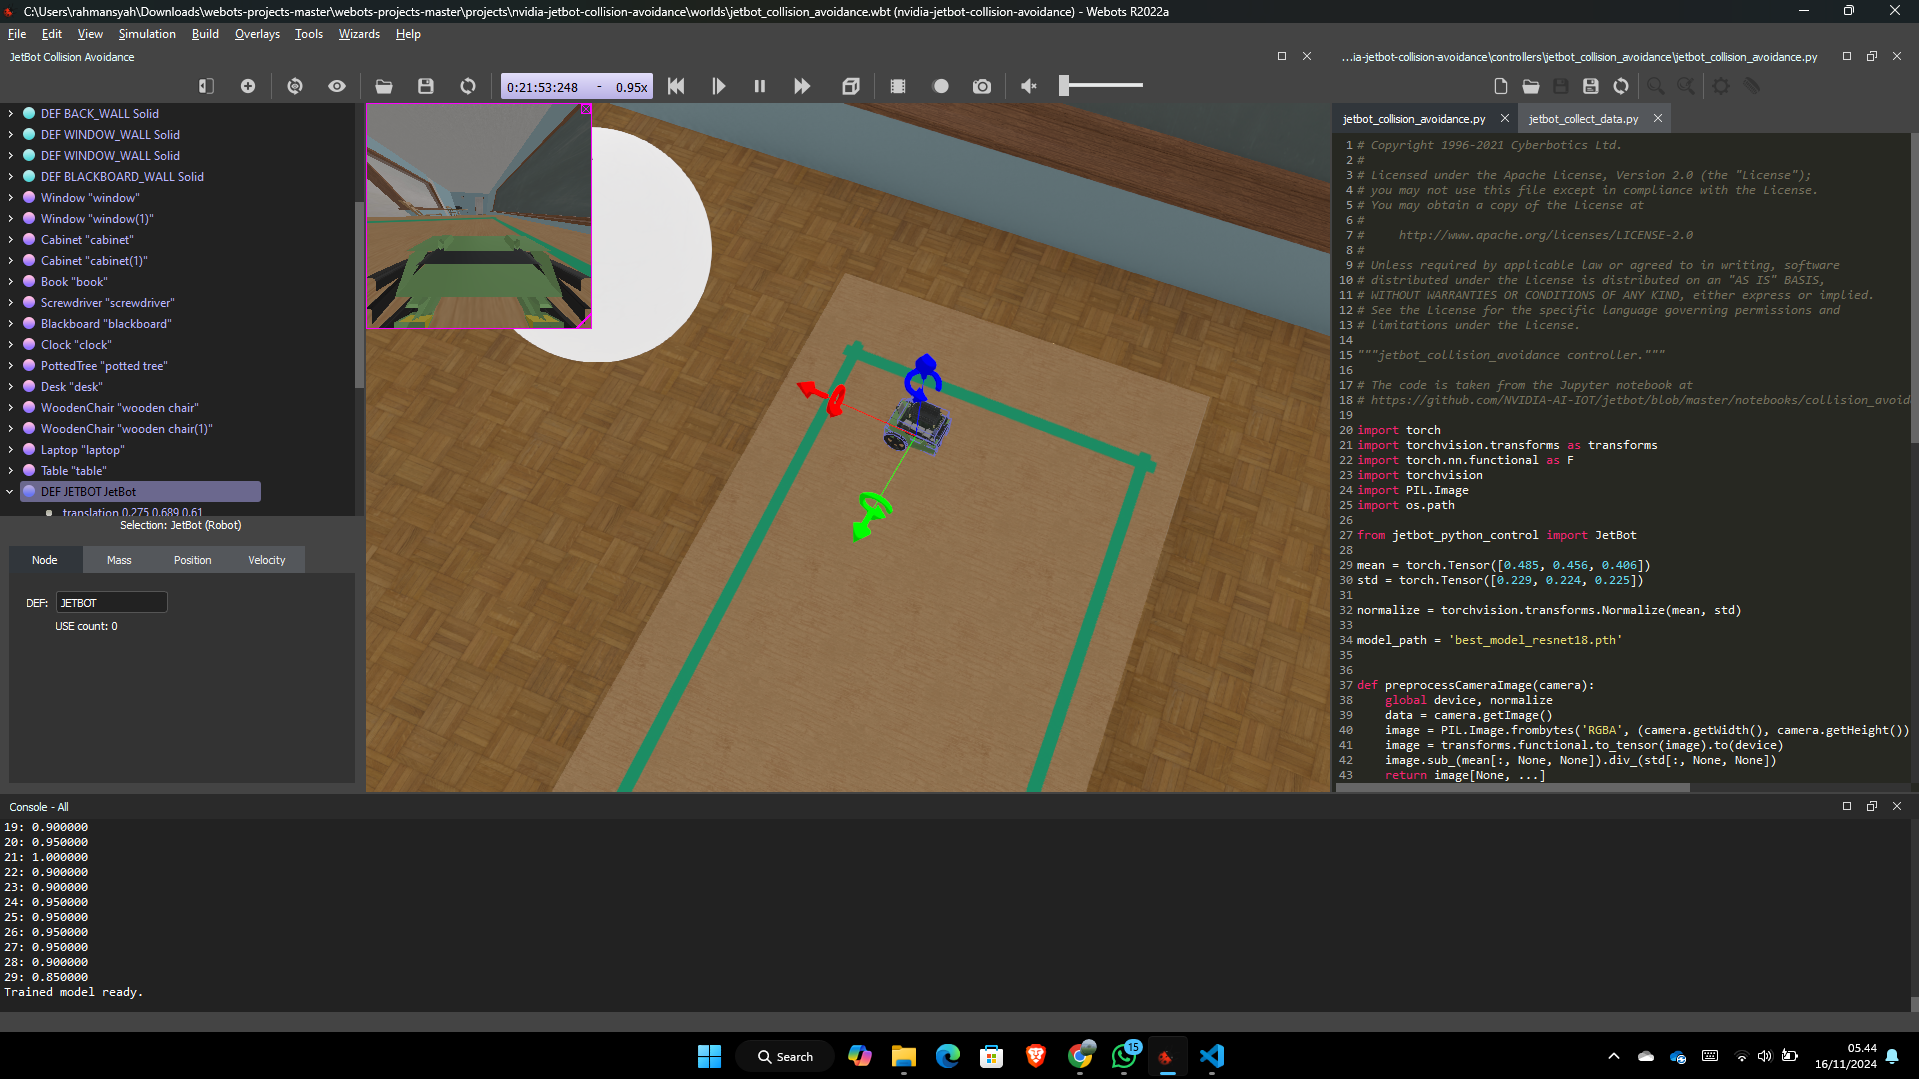 C:\Users\rahmansyah\Downloads\webots-projects-master\webots-projects-master\projects\nvidia-jetbot-collision-avoidance\worlds\jetbot_collision_avoidance.wbt (nvidia-jetbot-collision-avoidance) - Webots R2022a
File Edit View Simulation Build Overlays Tools Wizards Help
JetBot Collision Avoidance
...ia-jetbot-collision-avoidance\controllers\jetbot_collision_avoidance\jetbot_collision_avoidance.py
0:21:53:248 - 0.95x
DEF BACK_WALL Solid
DEF WINDOW_WALL Solid
DEF WINDOW_WALL Solid
DEF BLACKBOARD_WALL Solid
Window "window"
Window "window(1)"
Cabinet "cabinet"
Cabinet "cabinet(1)"
Book "book"
Screwdriver "screwdriver"
Blackboard "blackboard"
Clock "clock"
PottedTree "potted tree"
Desk "desk"
WoodenChair "wooden chair"
WoodenChair "wooden chair(1)"
Laptop "laptop"
Table "table"
DEF JETBOT JetBot
translation 0.275 0.689 0.61
Selection: JetBot (Robot)
Node Mass Position Velocity
DEF: JETBOT
USE count: 0
jetbot_collision_avoidance.py jetbot_collect_data.py
1 # Copyright 1996-2021 Cyberbotics Ltd.
2 #
3 # Licensed under the Apache License, Version 2.0 (the "License");
4 # you may not use this file except in compliance with the License.
5 # You may obtain a copy of the License at
6 #
7 #     http://www.apache.org/licenses/LICENSE-2.0
8 #
9 # Unless required by applicable law or agreed to in writing, software
10 # distributed under the License is distributed on an "AS IS" BASIS,
11 # WITHOUT WARRANTIES OR CONDITIONS OF ANY KIND, either express or implied.
12 # See the License for the specific language governing permissions and
13 # limitations under the License.
14
15 """jetbot_collision_avoidance controller."""
16
17 # The code is taken from the Jupyter notebook at
18 # https://github.com/NVIDIA-AI-IOT/jetbot/blob/master/notebooks/collision_avoid
19
20 import torch
21 import torchvision.transforms as transforms
22 import torch.nn.functional as F
23 import torchvision
24 import PIL.Image
25 import os.path
26
27 from jetbot_python_control import JetBot
28
29 mean = torch.Tensor([0.485, 0.456, 0.406])
30 std = torch.Tensor([0.229, 0.224, 0.225])
31
32 normalize = torchvision.transforms.Normalize(mean, std)
33
34 model_path = 'best_model_resnet18.pth'
35
36
37 def preprocessCameraImage(camera):
38     global device, normalize
39     data = camera.getImage()
40     image = PIL.Image.frombytes('RGBA', (camera.getWidth(), camera.getHeight())
41     image = transforms.functional.to_tensor(image).to(device)
42     image.sub_(mean[:, None, None]).div_(std[:, None, None])
43     return image[None, ...]
Console - All
19: 0.900000
20: 0.950000
21: 1.000000
22: 0.900000
23: 0.900000
24: 0.950000
25: 0.950000
26: 0.950000
27: 0.950000
28: 0.900000
29: 0.850000
Trained model ready.
Search
15
05.44
16/11/2024